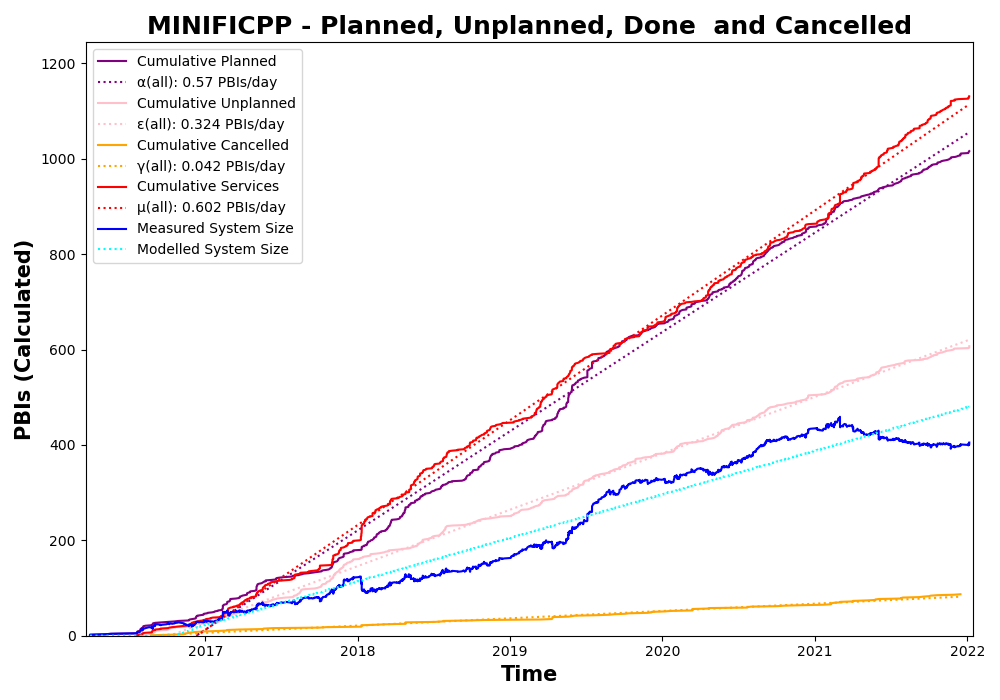 MINIFICPP - Planned, Unplanned, Done  and Cancelled
PBIs (Calculated)
1200
1000
800
600
400
200
0
Cumulative Planned
α(all): 0.57 PBIs/day
Cumulative Unplanned
ε(all): 0.324 PBIs/day
Cumulative Cancelled
γ(all): 0.042 PBIs/day
Cumulative Services
μ(all): 0.602 PBIs/day
Measured System Size
Modelled System Size
2017 2018 2019 2020 2021 2022
Time